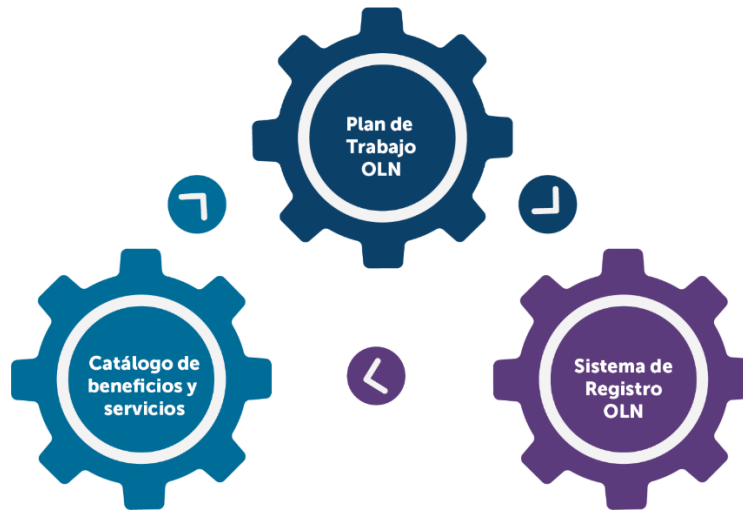 Plan de
Trabajo
OLN
Catálogo de
beneficios y
servicios
Sistema de
Registro
OLN